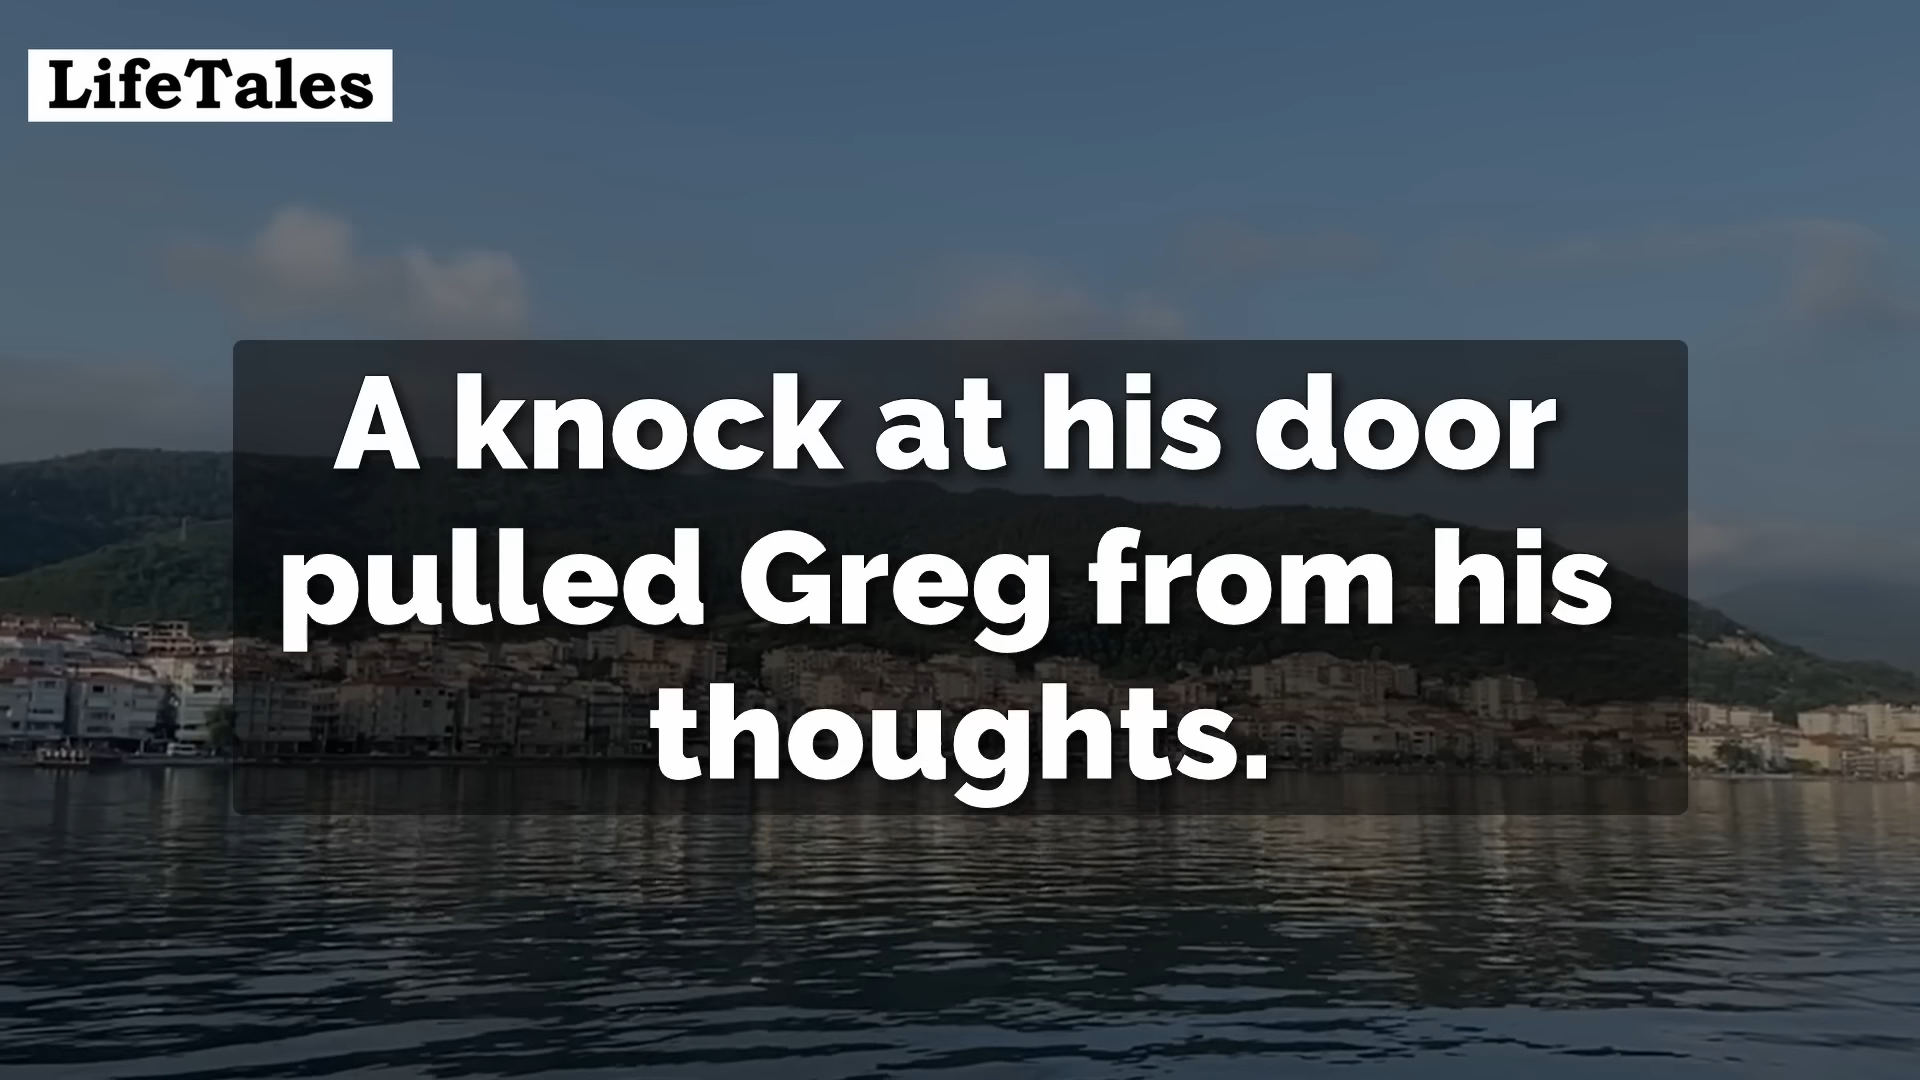 LifeTales
A knock at his door
pulled Greg from his
thoughts.